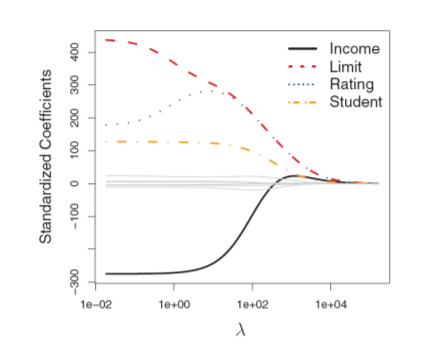 Income
Limit
Rating
Student
Standardized Coefficients
400
300
200
100
0
−100
−300
1e−02 1e+00 1e+02 1e+04
λ